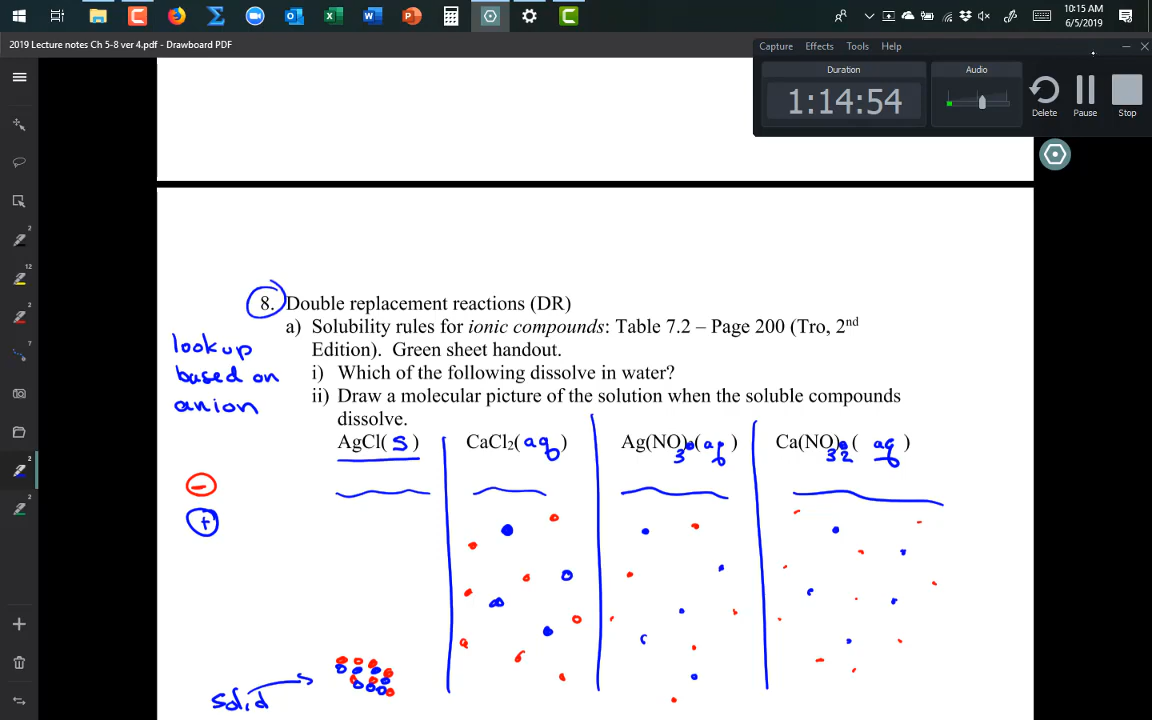 10:15 AM
6/5/2019
2019 Lecture notes Ch 5-8 ver 4.pdf - Drawboard PDF
Capture Effects Tools Help
Duration Audio
1:14:54
Delete Pause Stop
8. Double replacement reactions (DR)
a) Solubility rules for ionic compounds: Table 7.2 – Page 200 (Tro, 2nd
Edition). Green sheet handout.
i) Which of the following dissolve in water?
ii) Draw a molecular picture of the solution when the soluble compounds
dissolve.
lookup
based on
anion
AgCl( s ) CaCl2( aq ) Ag(NO)3( aq ) Ca(NO3)2 ( aq )
−
+
solid